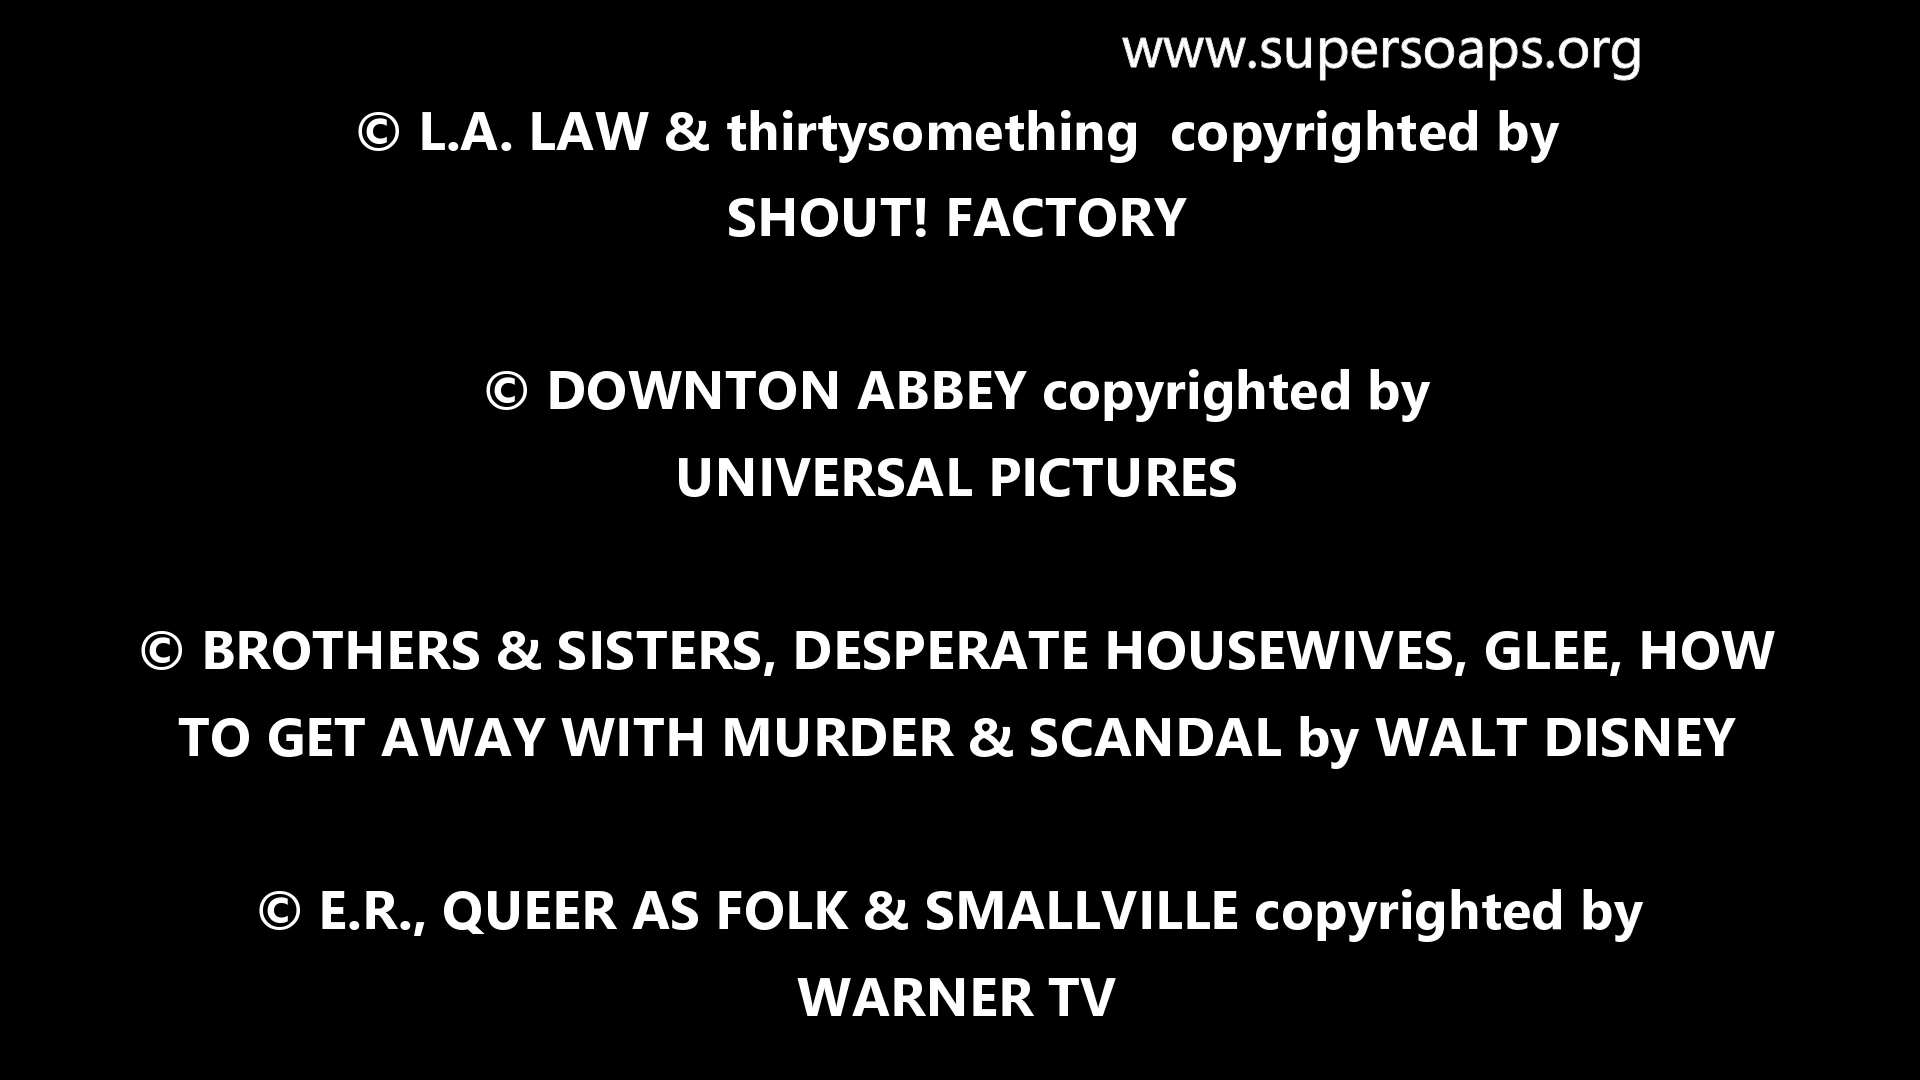 www.supersoaps.org
© L.A. LAW & thirtysomething  copyrighted by
SHOUT! FACTORY
© DOWNTON ABBEY copyrighted by
UNIVERSAL PICTURES
© BROTHERS & SISTERS, DESPERATE HOUSEWIVES, GLEE, HOW
TO GET AWAY WITH MURDER & SCANDAL by WALT DISNEY
© E.R., QUEER AS FOLK & SMALLVILLE copyrighted by
WARNER TV